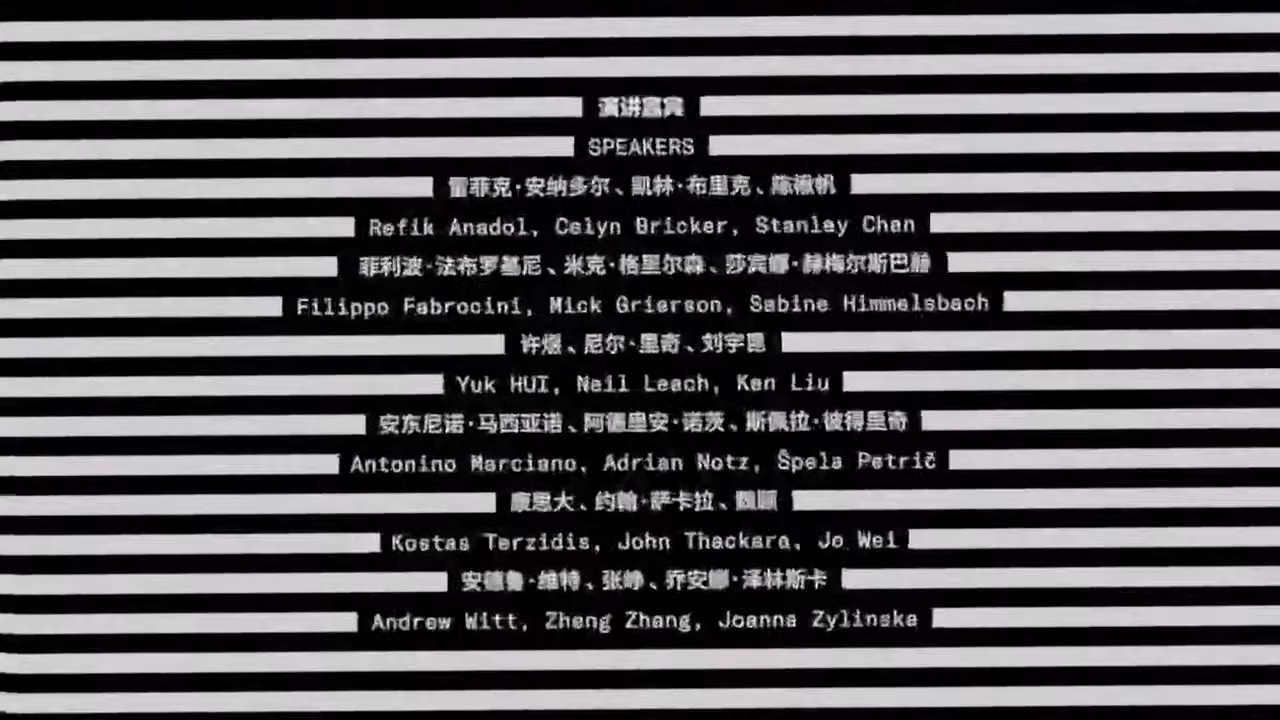 演讲嘉宾
SPEAKERS
雷菲克·安纳多尔、凯林·布里克、陈楸帆
Refik Anadol, Celyn Bricker, Stanley Chan
菲利波·法布罗基尼、米克·格里尔森、莎宾娜·赫梅尔斯巴赫
Filippo Fabrocini, Mick Grierson, Sabine Himmelsbach
许煜、尼尔·里奇、刘宇昆
Yuk HUI, Neil Leach, Ken Liu
安东尼诺·马西亚诺、阿德里安·诺茨、斯佩拉·彼得里奇
Antonino Marciano, Adrian Notz, Špela Petrič
康思大、约翰·萨卡拉、魏颖
Kostas Terzidis, John Thackara, Jo Wei
安德鲁·维特、张峥、乔安娜·泽林斯卡
Andrew Witt, Zheng Zhang, Joanna Zylinska